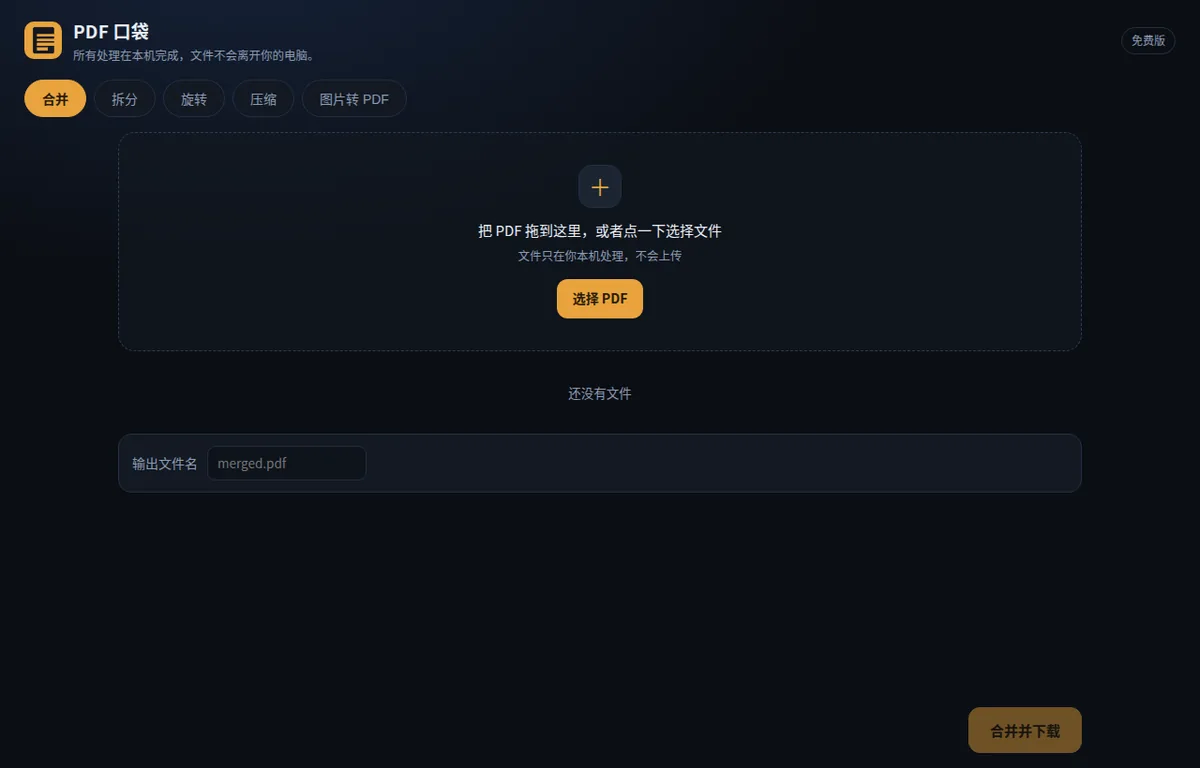 PDF 口袋
所有处理在本机完成，文件不会离开你的电脑。
免费版
合并
拆分
旋转
压缩
图片转 PDF
把 PDF 拖到这里，或者点一下选择文件
文件只在你本机处理，不会上传
选择 PDF
还没有文件
输出文件名
merged.pdf
合并并下载